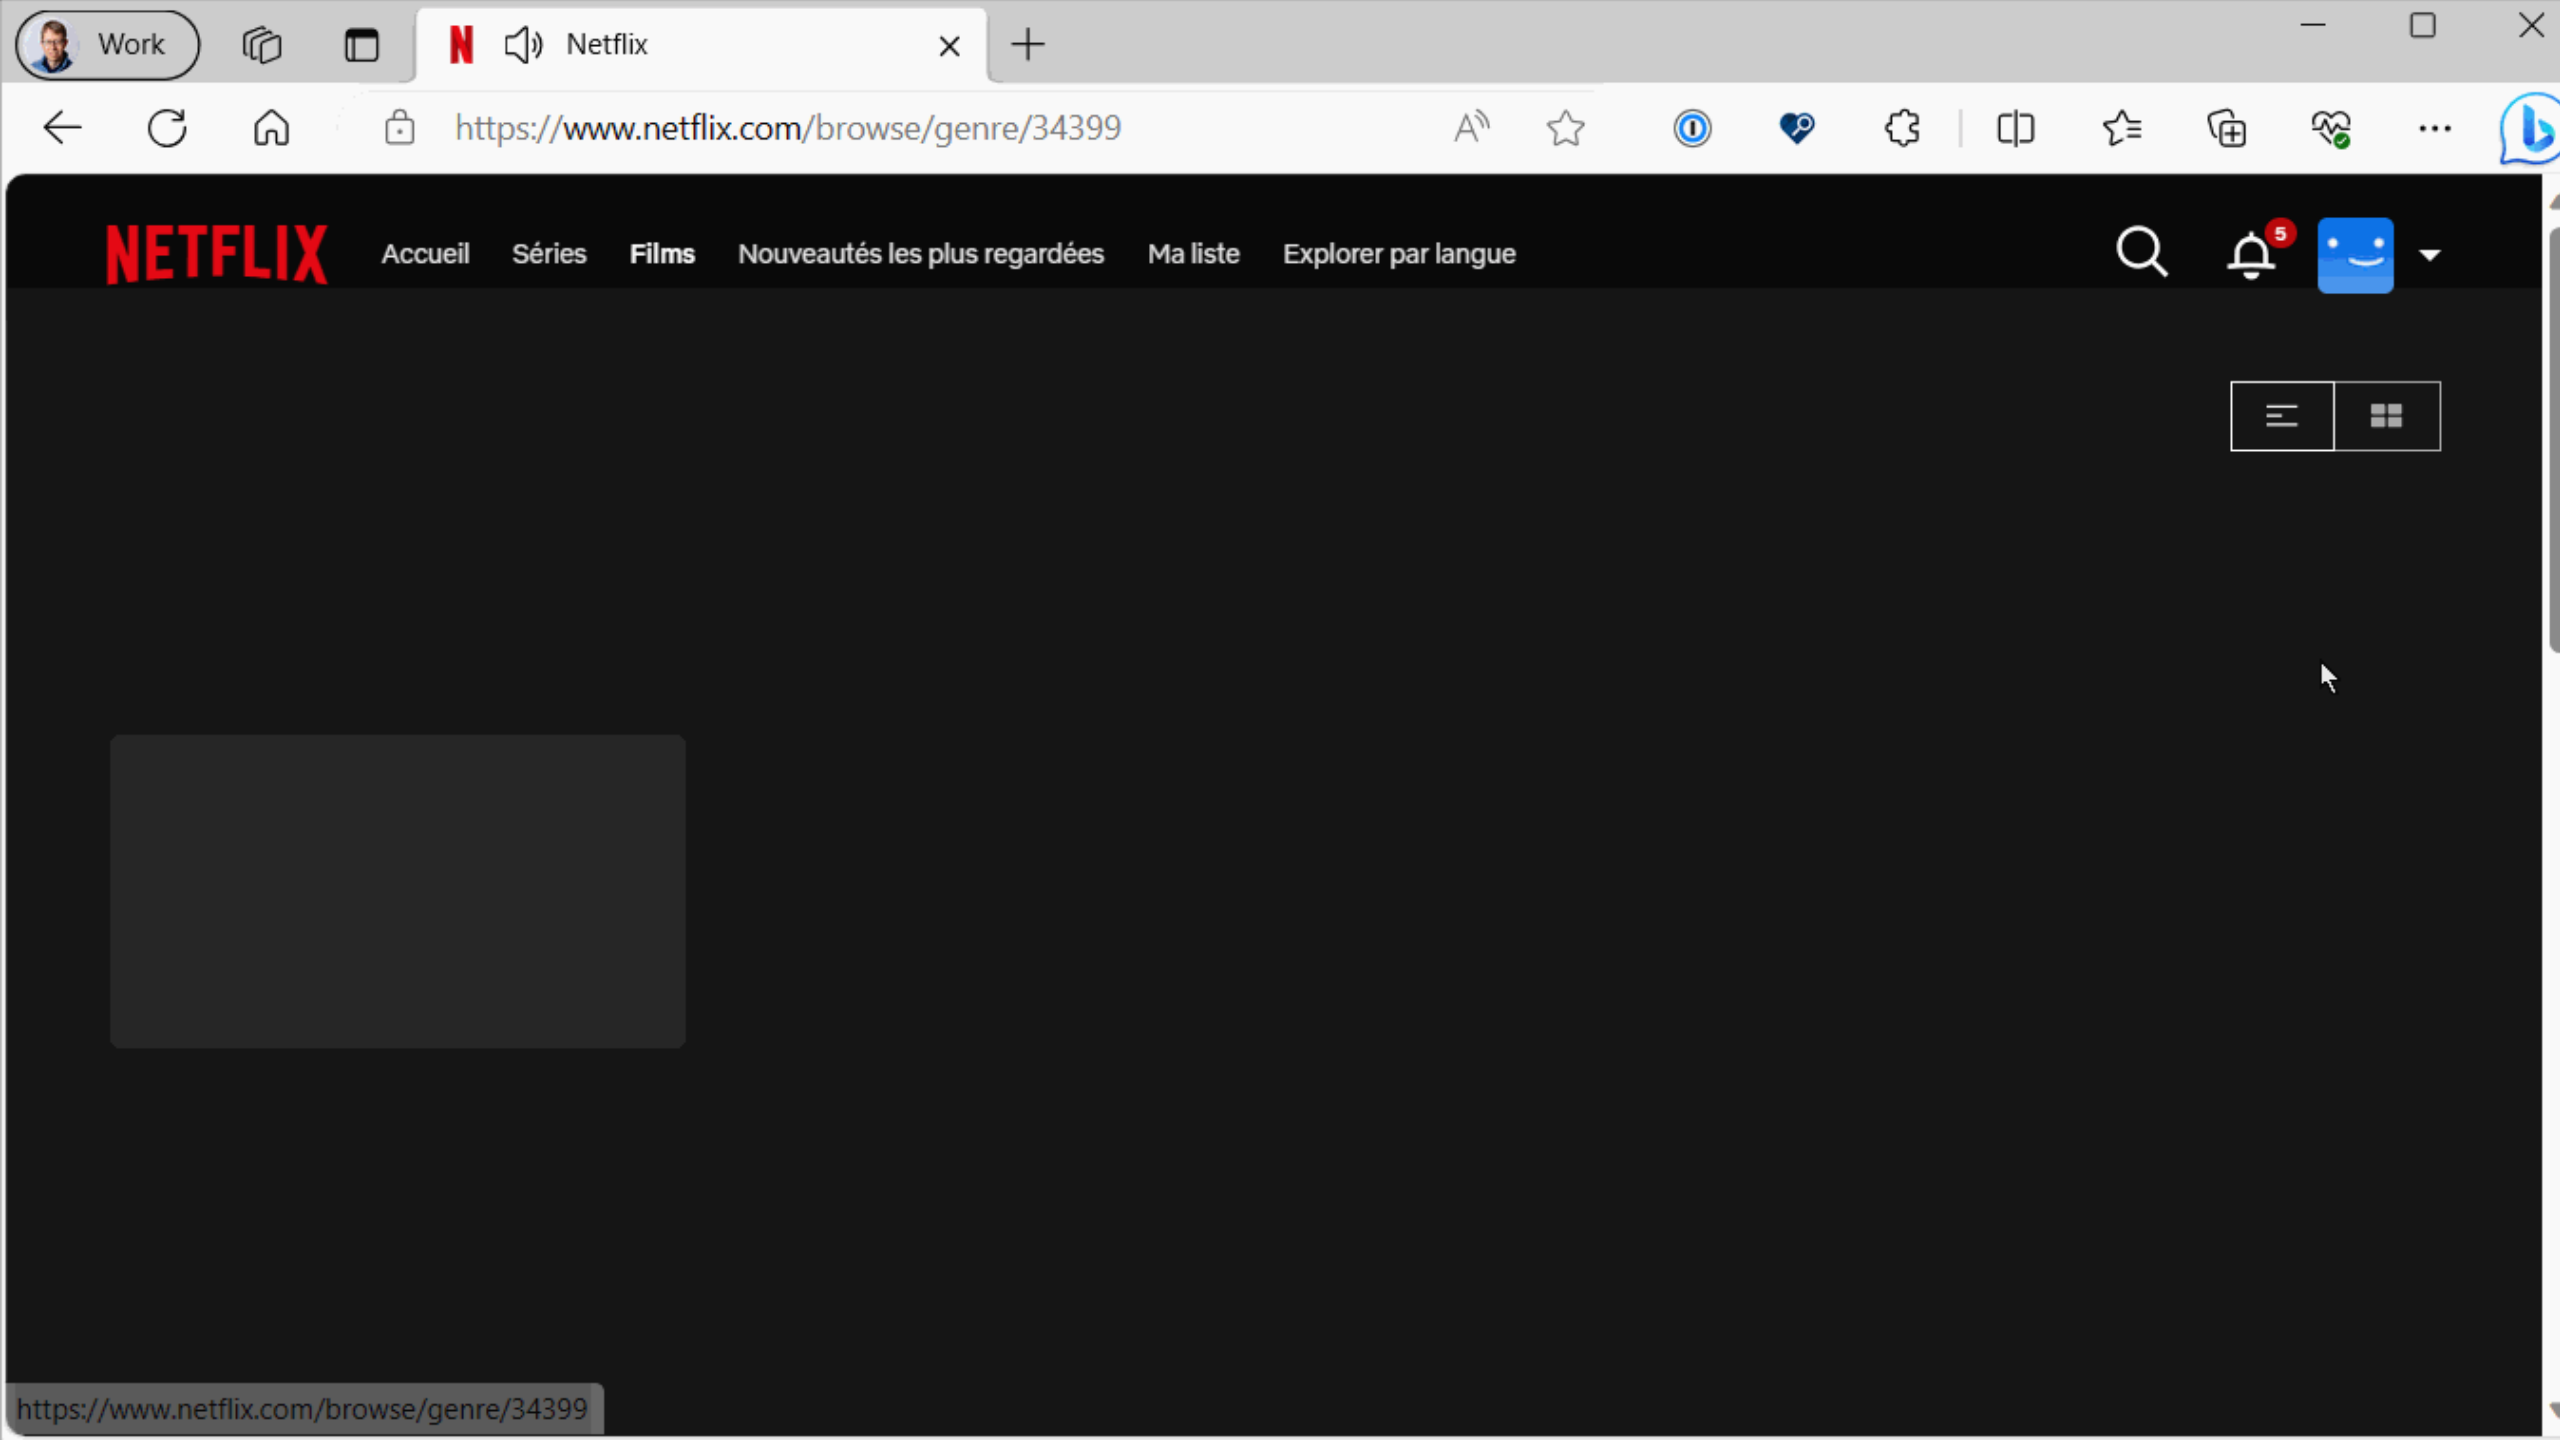 Work
Netflix
https://www.netflix.com/browse/genre/34399
NETFLIX Accueil Séries Films Nouveautés les plus regardées Ma liste Explorer par langue 5
https://www.netflix.com/browse/genre/34399